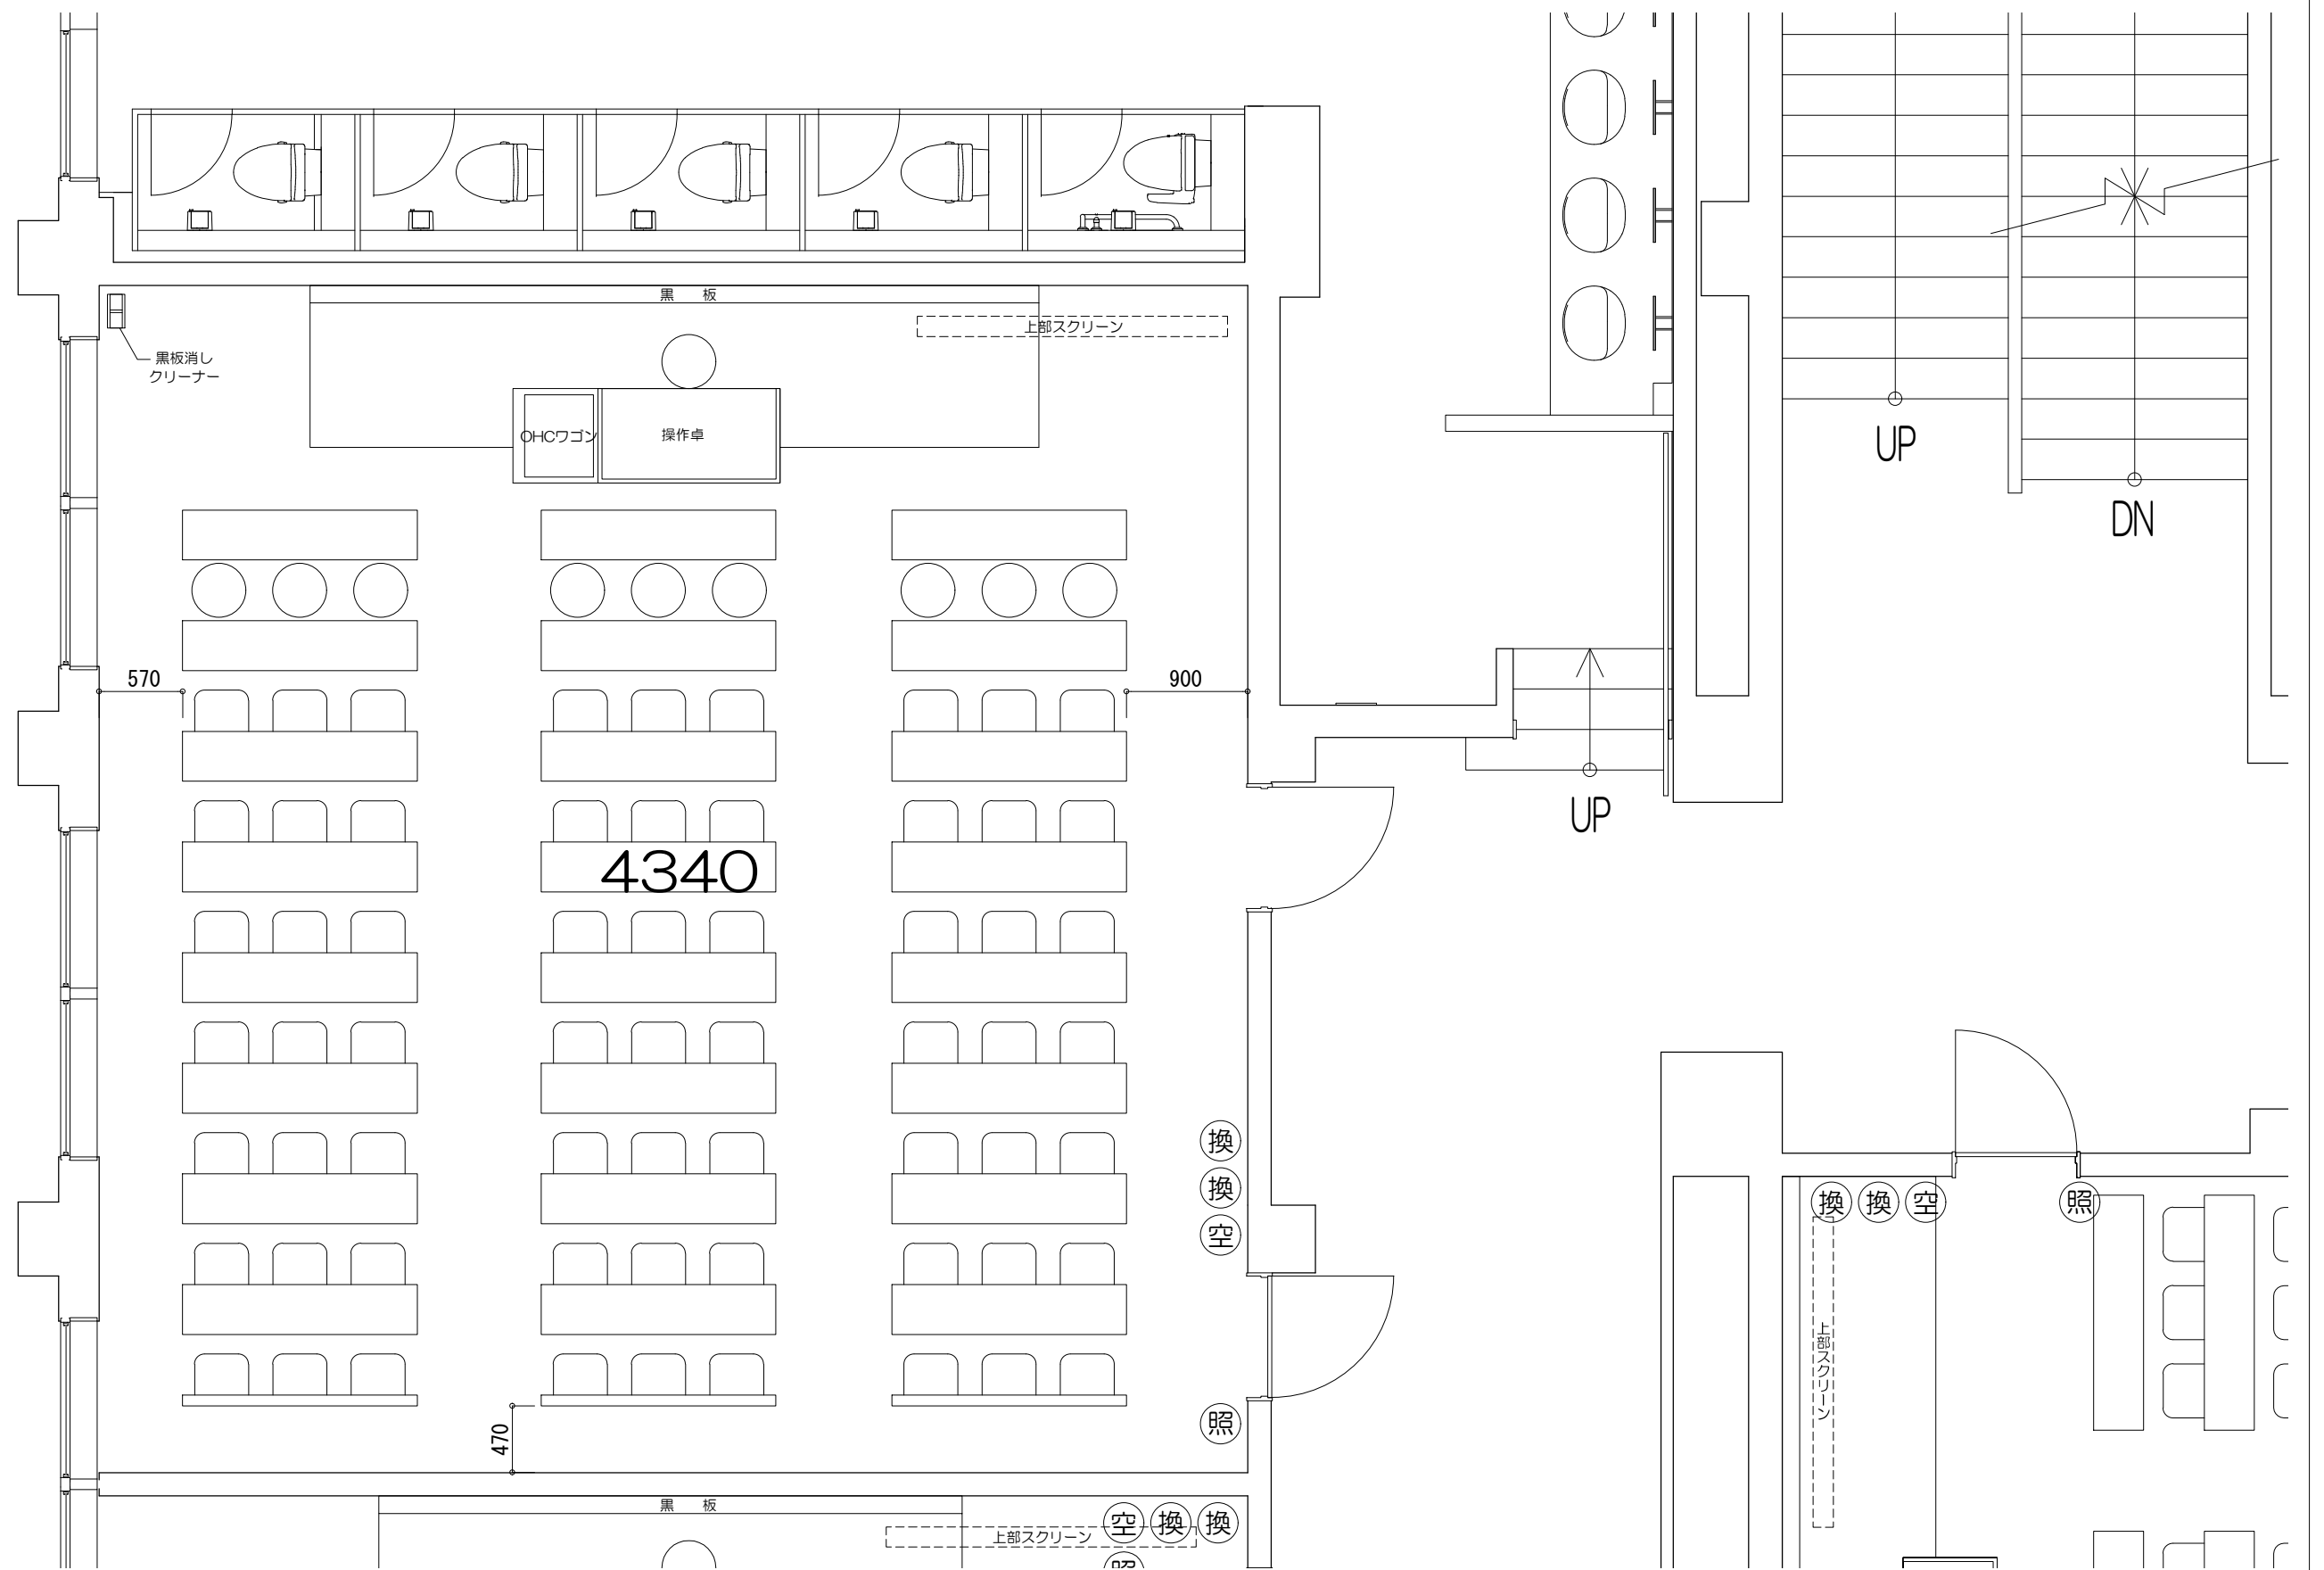 黒 板
上部スクリーン
黒板消し
クリーナー
OHCワゴン
操作卓
UP
DN
570
900
UP
4340
換
換
空
換
換
空
照
上部スクリーン
照
470
黒 板
上部スクリーン
空
換
換
照